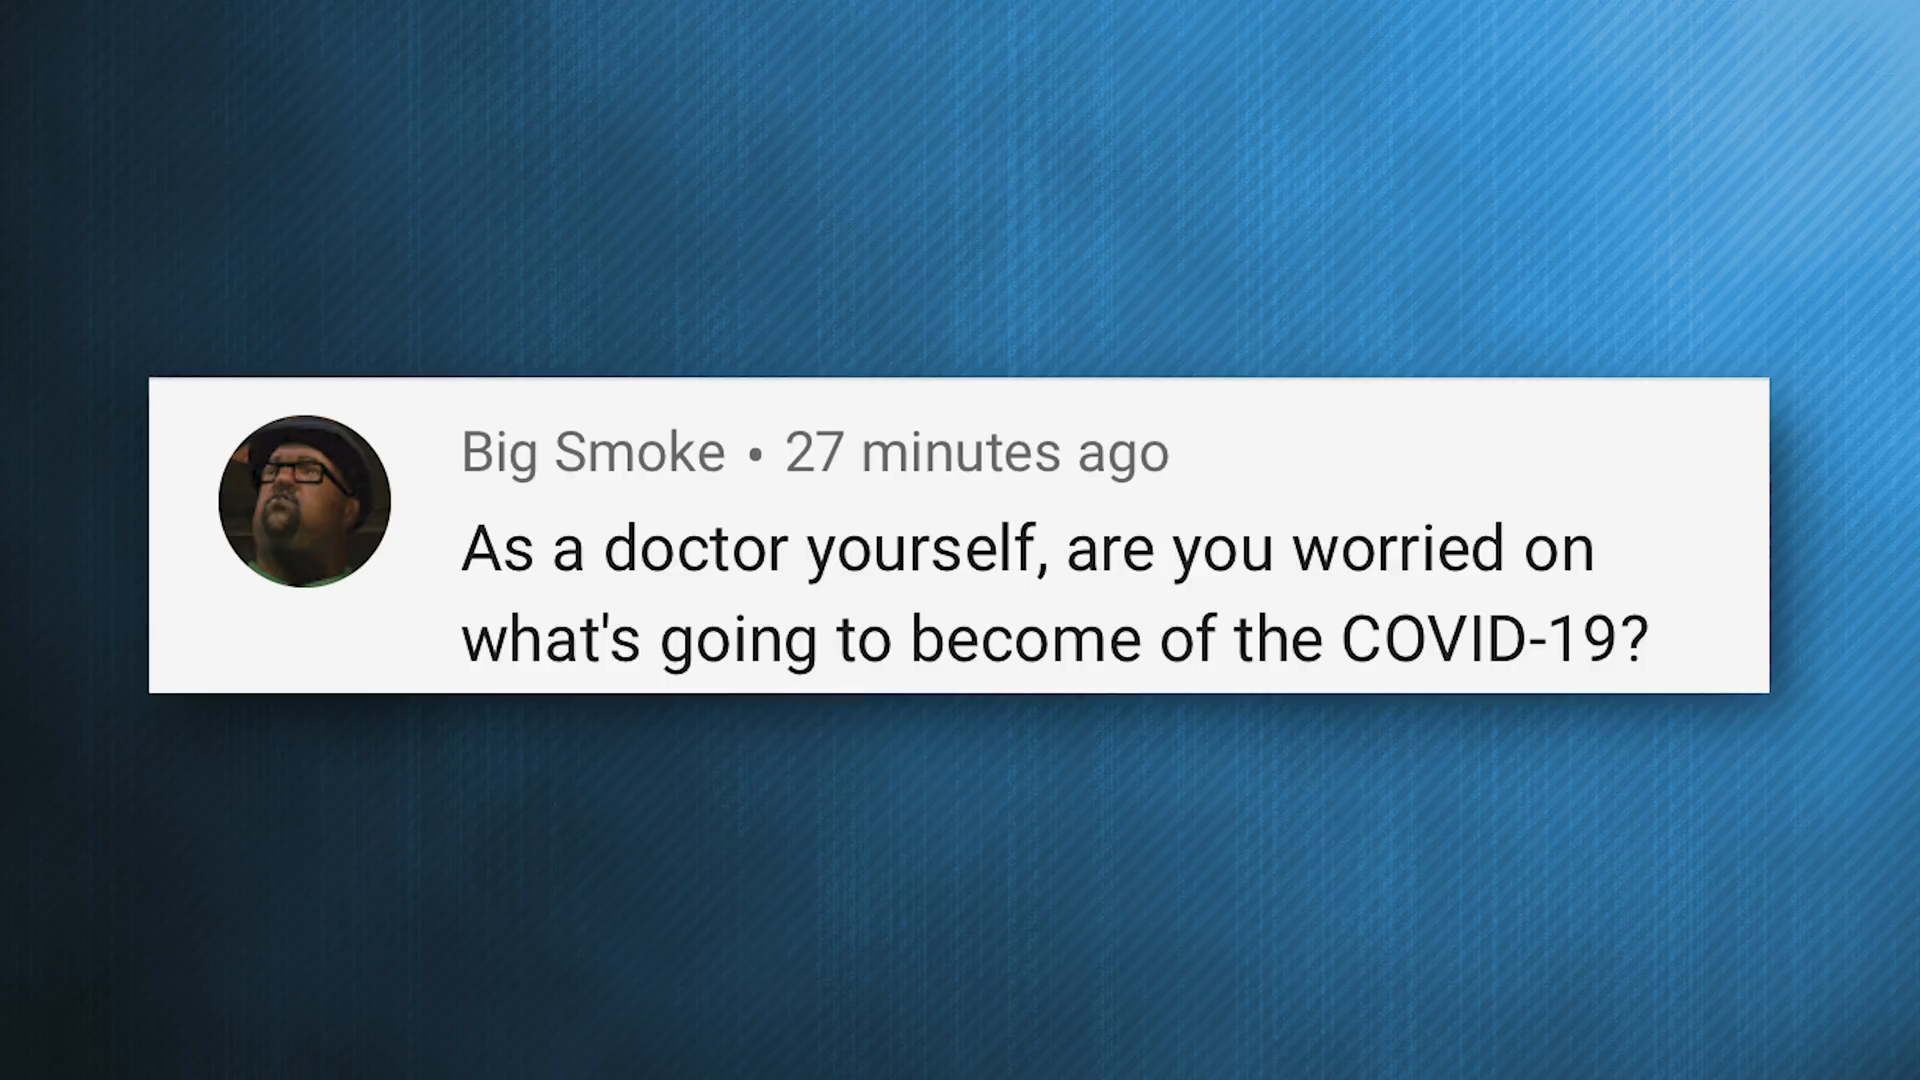 Big Smoke • 27 minutes ago
As a doctor yourself, are you worried on
what's going to become of the COVID-19?